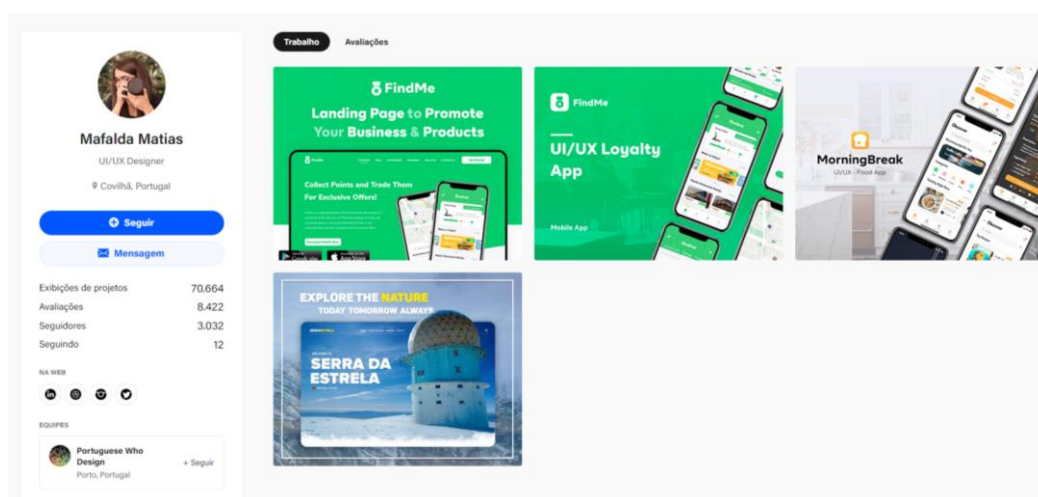 Trabalho
Avaliações
Mafalda Matias
UI/UX Designer
Covilhã, Portugal
Seguir
Mensagem
Exibições de projetos 70.664
Avaliações 8.422
Seguidores 3.032
Seguindo 12
NA WEB
EQUIPES
Portuguese Who
Design
Porto, Portugal
+ Seguir
FindMe
Landing Page to Promote
Your Business & Products
Collect Points and Trade Them
For Exclusive Offers!
FindMe
UI/UX Loyalty
App
Mobile App
MorningBreak
UI/UX - Food App
EXPLORE THE NATURE
TODAY TOMORROW ALWAYS
SERRA DA
ESTRELA